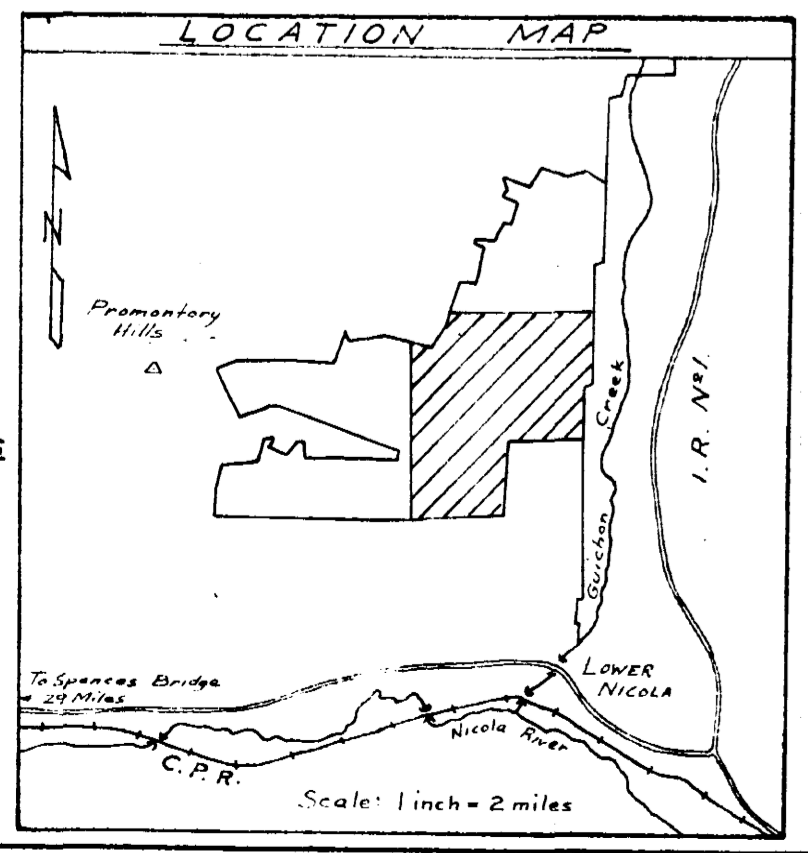 LOCATION MAP
N
Promontory
Hills
Creek
Guichon
I.R. Nº1.
To Spences Bridge
29 Miles
LOWER
NICOLA
Nicola River
C.P.R.
Scale: 1 inch = 2 miles